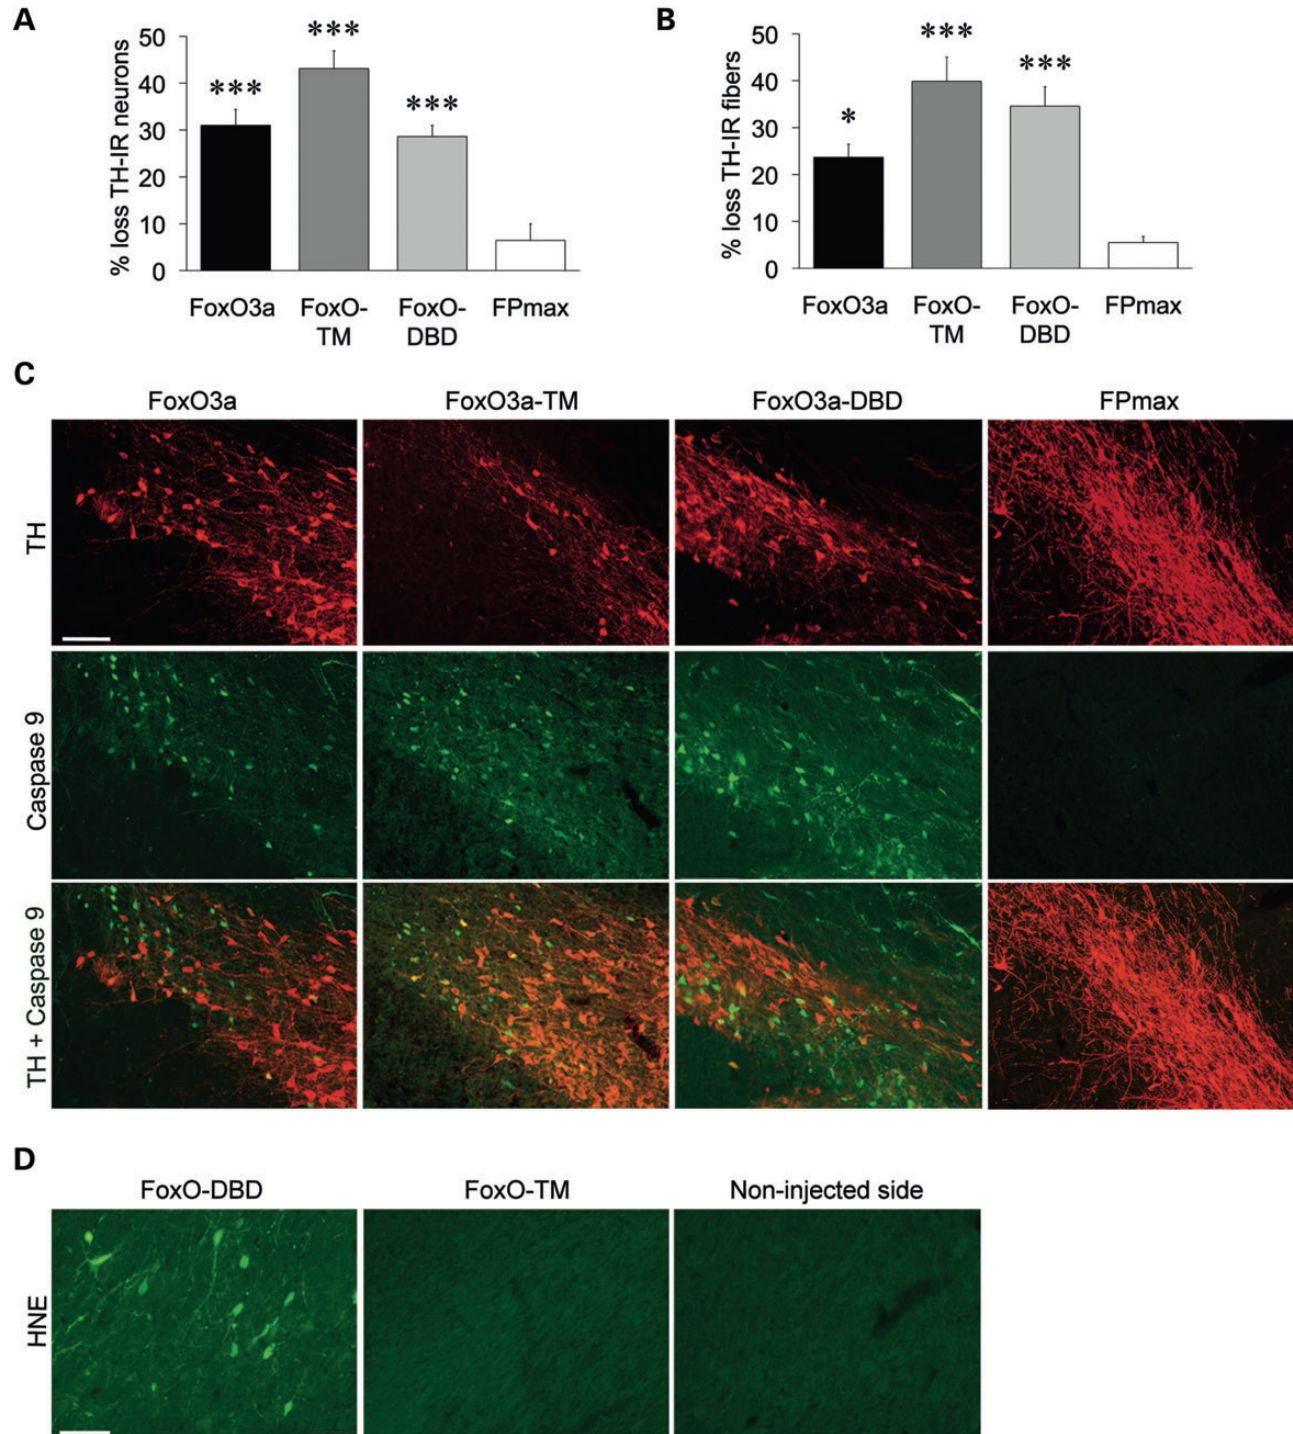 A
B
% loss TH-IR neurons
50
40
30
20
10
0
***
***
***
FoxO3a
FoxO-
TM
FoxO-
DBD
FPmax
% loss TH-IR fibers
50
40
30
20
10
0
*
***
***
FoxO3a
FoxO-
TM
FoxO-
DBD
FPmax
C
FoxO3a
FoxO3a-TM
FoxO3a-DBD
FPmax
TH
Caspase 9
TH + Caspase 9
D
FoxO-DBD
FoxO-TM
Non-injected side
HNE